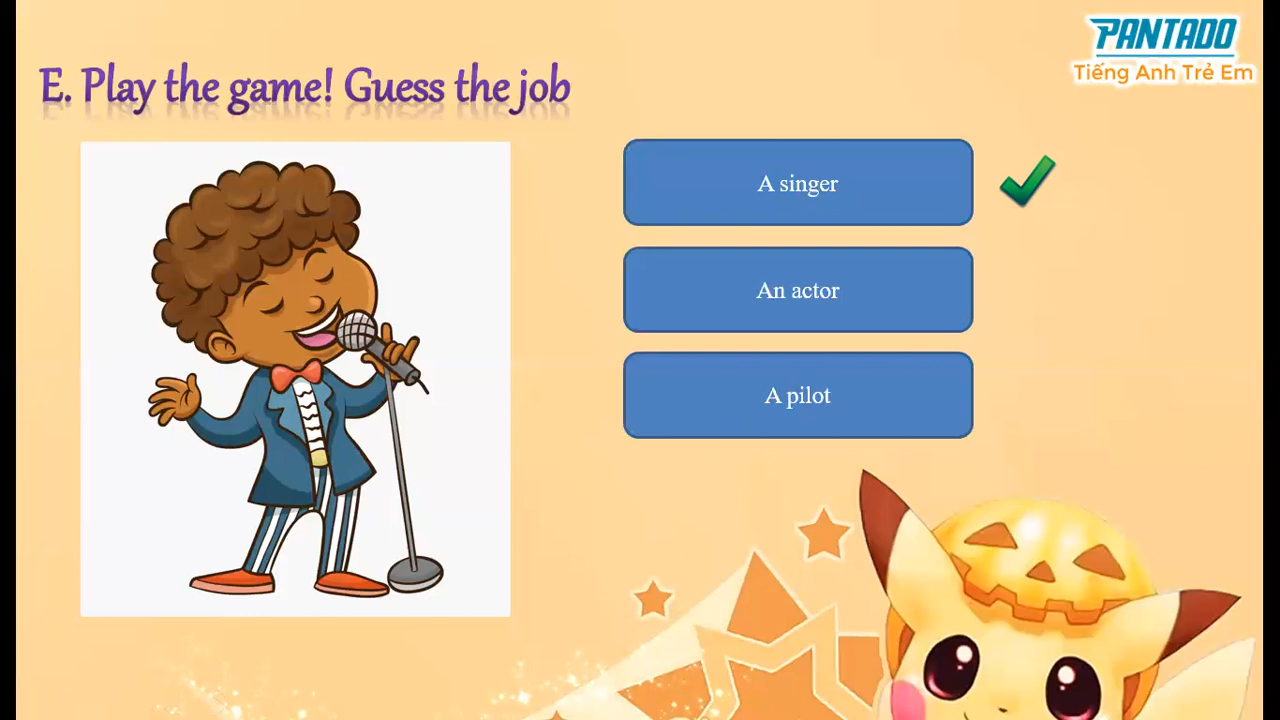 PANTADO
Tiếng Anh Trẻ Em
E. Play the game! Guess the job
A singer
An actor
A pilot